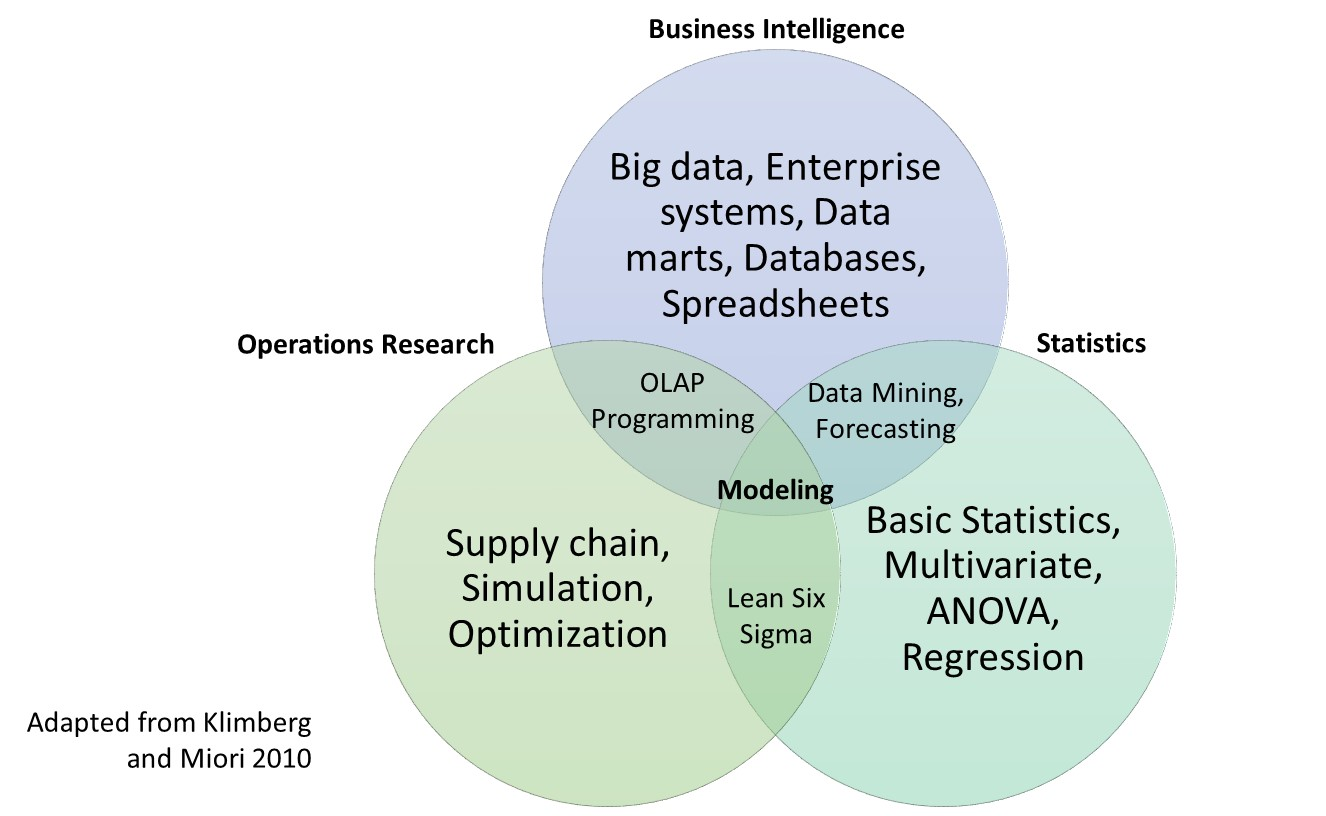 Business Intelligence
Big data, Enterprise
systems, Data
marts, Databases,
Spreadsheets
Operations Research
Statistics
OLAP
Programming
Data Mining,
Forecasting
Modeling
Supply chain,
Simulation,
Optimization
Lean Six
Sigma
Basic Statistics,
Multivariate,
ANOVA,
Regression
Adapted from Klimberg
and Miori 2010